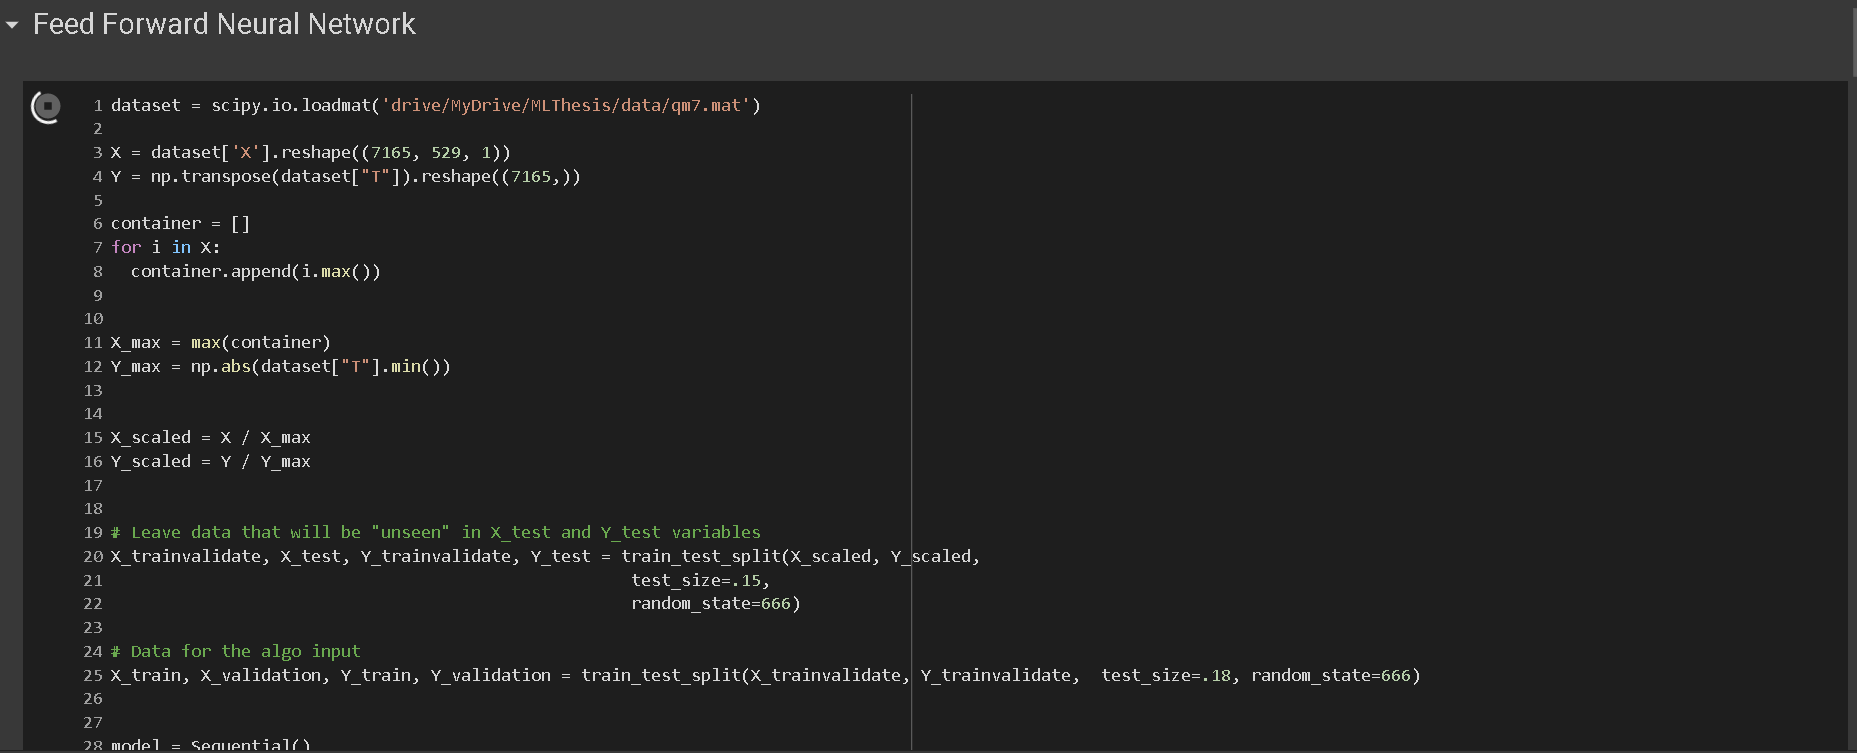 Feed Forward Neural Network
1 dataset = scipy.io.loadmat('drive/MyDrive/MLThesis/data/qm7.mat')
2
3 X = dataset['X'].reshape((7165, 529, 1))
4 Y = np.transpose(dataset["T"]).reshape((7165,))
5
6 container = []
7 for i in X:
8   container.append(i.max())
9
10
11 X_max = max(container)
12 Y_max = np.abs(dataset["T"].min())
13
14
15 X_scaled = X / X_max
16 Y_scaled = Y / Y_max
17
18
19 # Leave data that will be "unseen" in X_test and Y_test variables
20 X_trainvalidate, X_test, Y_trainvalidate, Y_test = train_test_split(X_scaled, Y_scaled,
21                                                     test_size=.15,
22                                                     random_state=666)
23
24 # Data for the algo input
25 X_train, X_validation, Y_train, Y_validation = train_test_split(X_trainvalidate, Y_trainvalidate,  test_size=.18, random_state=666)
26
27
28 model = Sequential()